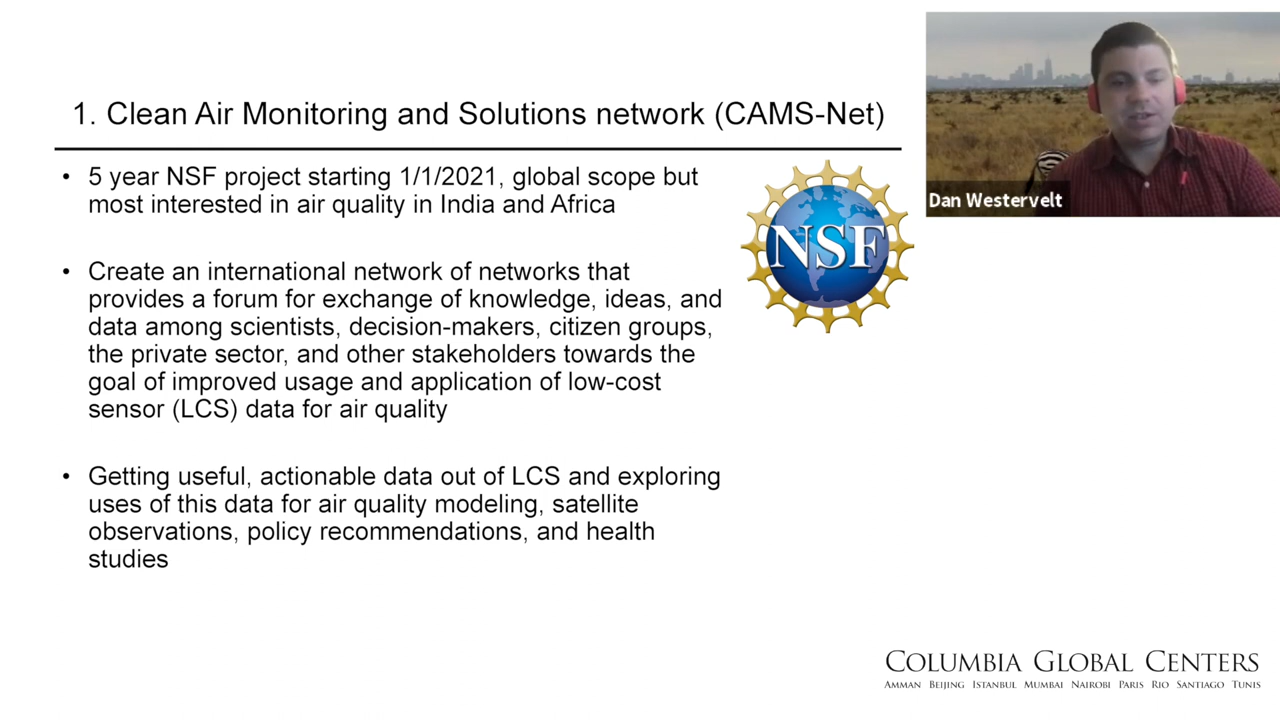 1. Clean Air Monitoring and Solutions network (CAMS-Net)
• 5 year NSF project starting 1/1/2021, global scope but
most interested in air quality in India and Africa
• Create an international network of networks that
provides a forum for exchange of knowledge, ideas, and
data among scientists, decision-makers, citizen groups,
the private sector, and other stakeholders towards the
goal of improved usage and application of low-cost
sensor (LCS) data for air quality
• Getting useful, actionable data out of LCS and exploring
uses of this data for air quality modeling, satellite
observations, policy recommendations, and health
studies
NSF
Dan Westervelt
COLUMBIA GLOBAL CENTERS
AMMAN BEIJING ISTANBUL MUMBAI NAIROBI PARIS RIO SANTIAGO TUNIS